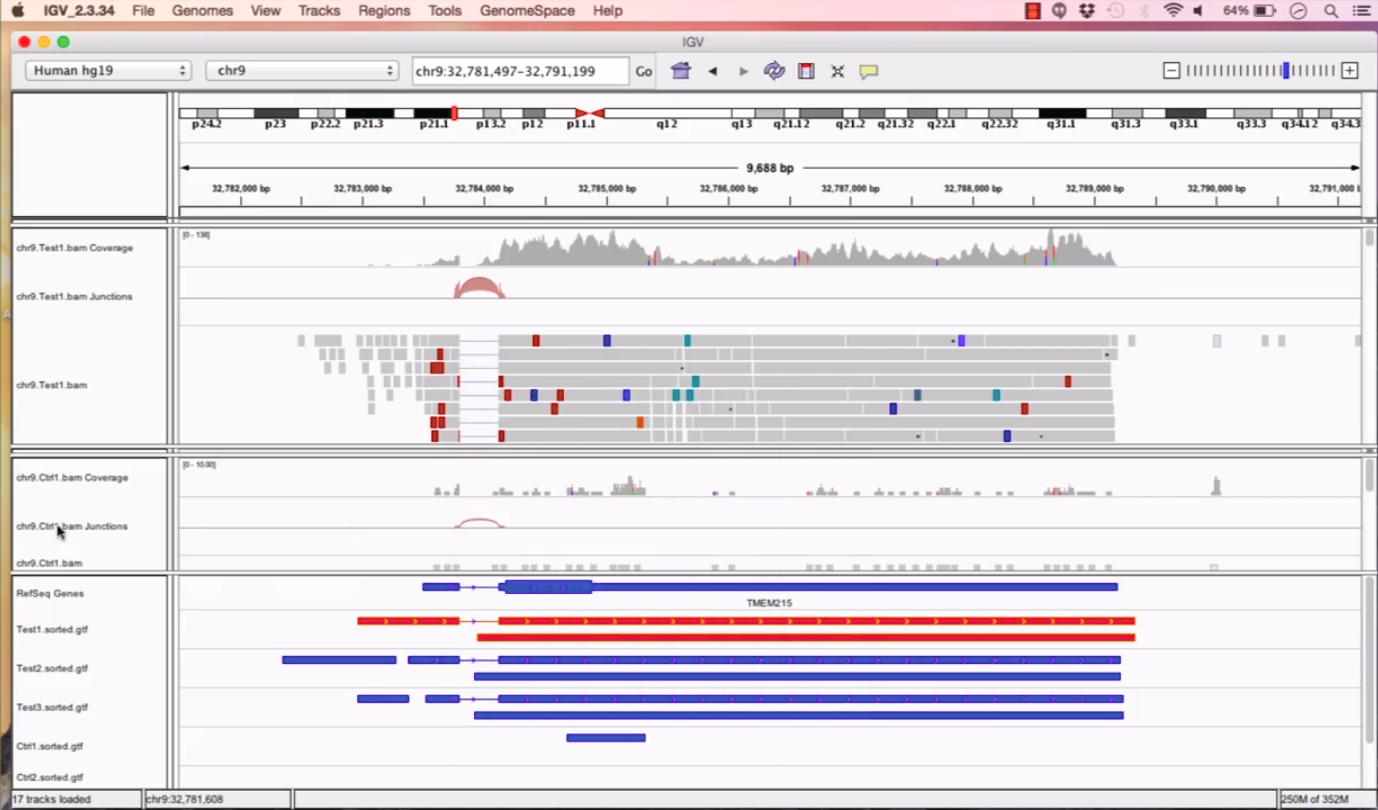 IGV_2.3.34 File Genomes View Tracks Regions Tools GenomeSpace Help 64%
IGV
Human hg19 chr9 chr9:32,781,497-32,791,199 Go
p24.2 p23 p22.2 p21.3 p21.1 p13.2 p12 p11.1 q12 q13 q21.12 q21.2 q21.32 q22.1 q22.32 q31.1 q31.3 q33.1 q33.3 q34.12 q34.3
9,688 bp
32,782,000 bp 32,783,000 bp 32,784,000 bp 32,785,000 bp 32,786,000 bp 32,787,000 bp 32,788,000 bp 32,789,000 bp 32,790,000 bp 32,791,000 b
[0 - 138]
chr9.Test1.bam Coverage
chr9.Test1.bam Junctions
chr9.Test1.bam
[0 - 10.00]
chr9.Ctrl1.bam Coverage
chr9.Ctrl1.bam Junctions
chr9.Ctrl1.bam
RefSeq Genes
TMEM215
Test1.sorted.gtf
Test2.sorted.gtf
Test3.sorted.gtf
Ctrl1.sorted.gtf
Ctrl2.sorted.gtf
17 tracks loaded chr9:32,781,608 250M of 352M